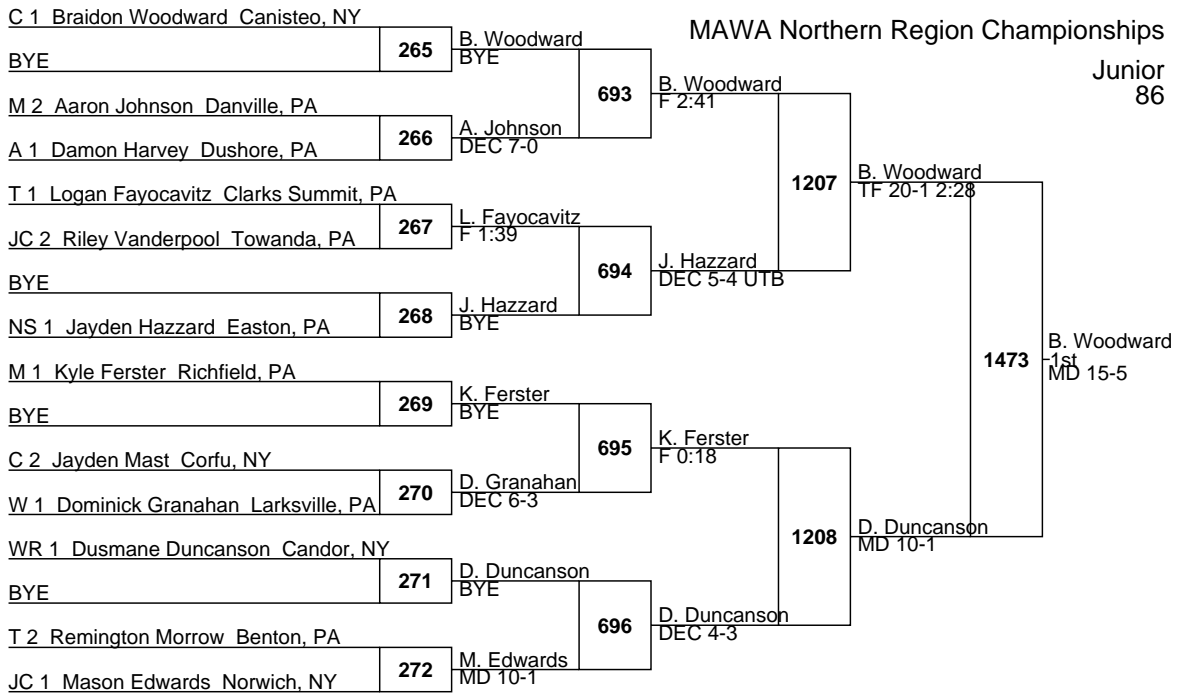 MAWA Northern Region Championships
Junior
86
C 1 Braidon Woodward Canisteo, NY
BYE
M 2 Aaron Johnson Danville, PA
A 1 Damon Harvey Dushore, PA
T 1 Logan Fayocavitz Clarks Summit, PA
JC 2 Riley Vanderpool Towanda, PA
BYE
NS 1 Jayden Hazzard Easton, PA
M 1 Kyle Ferster Richfield, PA
BYE
C 2 Jayden Mast Corfu, NY
W 1 Dominick Granahan Larksville, PA
WR 1 Dusmane Duncanson Candor, NY
BYE
T 2 Remington Morrow Benton, PA
JC 1 Mason Edwards Norwich, NY
265
266
267
268
269
270
271
272
B. Woodward
BYE
A. Johnson
DEC 7-0
L. Fayocavitz
F 1:39
J. Hazzard
BYE
K. Ferster
BYE
D. Granahan
DEC 6-3
D. Duncanson
BYE
M. Edwards
MD 10-1
693
694
695
696
B. Woodward
F 2:41
J. Hazzard
DEC 5-4 UTB
K. Ferster
F 0:18
D. Duncanson
DEC 4-3
1207
1208
B. Woodward
TF 20-1 2:28
D. Duncanson
MD 10-1
1473
B. Woodward
1st
MD 15-5